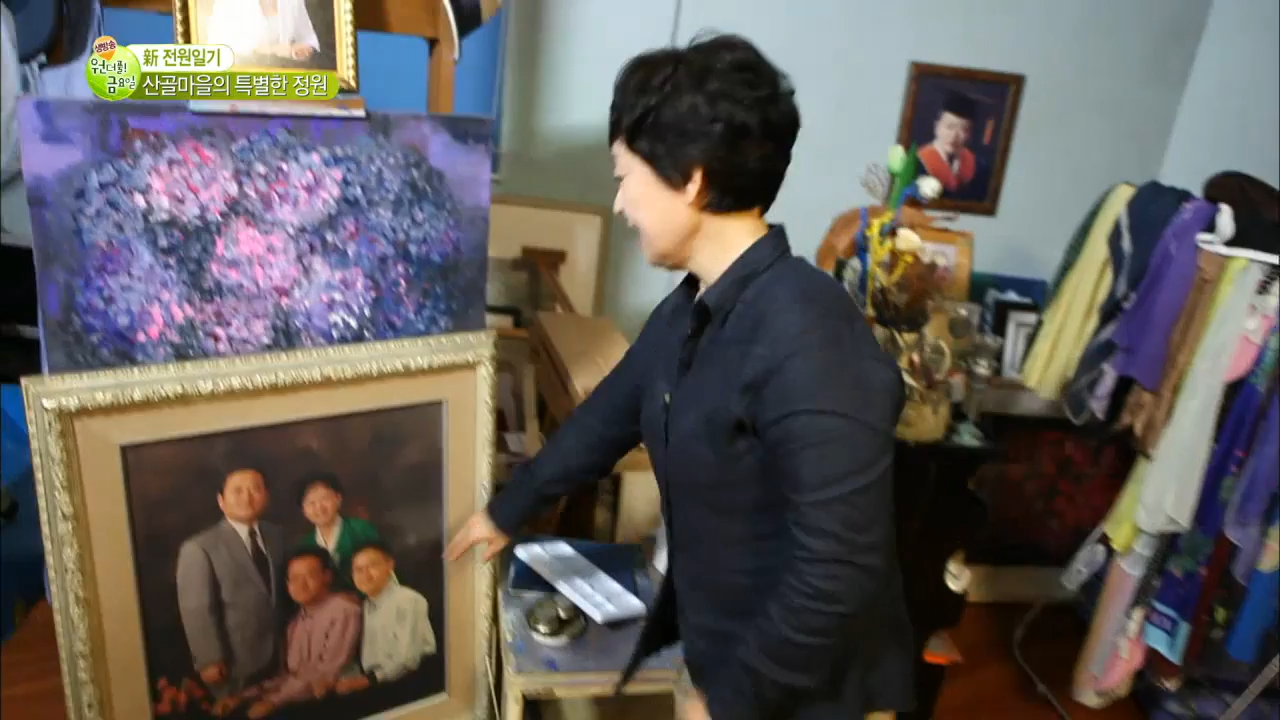 생방송
원더풀!
금요일
新 전원일기
산골마을의 특별한 정원